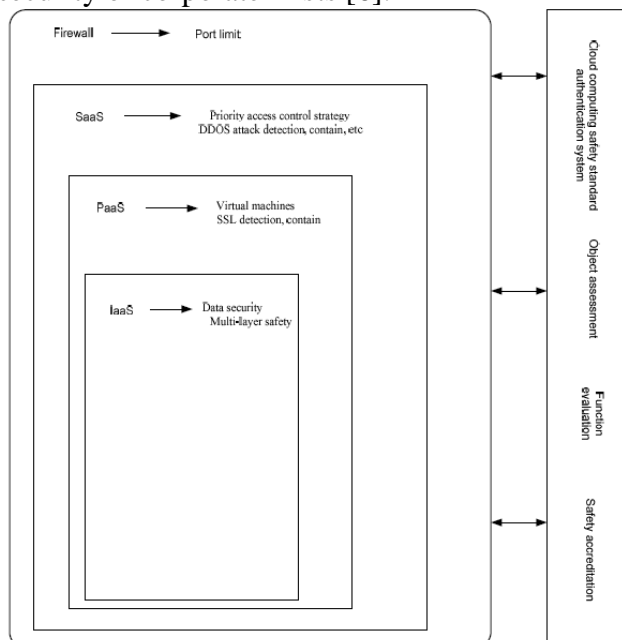 Firewall Port limit
SaaS Priority access control strategy
DDOS attack detection, contain, etc
PaaS Virtual machines
SSL detection, contain
IaaS Data security
Multi-layer safety
Cloud computing safety standard
authentication system
Object assessment
Function
evaluation
Safety accreditation